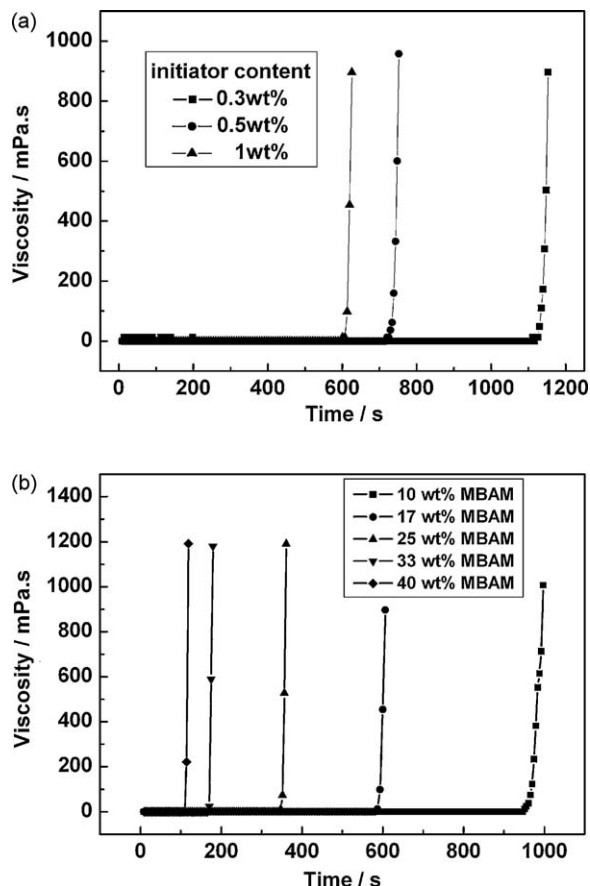 (a)
1000
800
600
400
200
0
Viscosity / mPa.s
initiator content
0.3wt%
0.5wt%
1wt%
0 200 400 600 800 1000 1200
Time / s
(b)
1400
1200
1000
800
600
400
200
0
Viscosity / mPa.s
10 wt% MBAM
17 wt% MBAM
25 wt% MBAM
33 wt% MBAM
40 wt% MBAM
0 200 400 600 800 1000
Time / s